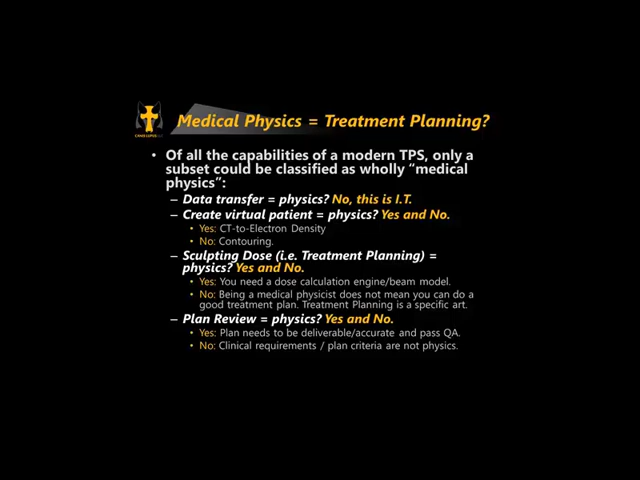 Medical Physics = Treatment Planning?
CANIS LUPUS LLC
• Of all the capabilities of a modern TPS, only a
subset could be classified as wholly “medical
physics”:
– Data transfer = physics? No, this is I.T.
– Create virtual patient = physics? Yes and No.
• Yes: CT-to-Electron Density
• No: Contouring.
– Sculpting Dose (i.e. Treatment Planning) =
physics? Yes and No.
• Yes: You need a dose calculation engine/beam model.
• No: Being a medical physicist does not mean you can do a
good treatment plan. Treatment Planning is a specific art.
– Plan Review = physics? Yes and No.
• Yes: Plan needs to be deliverable/accurate and pass QA.
• No: Clinical requirements / plan criteria are not physics.